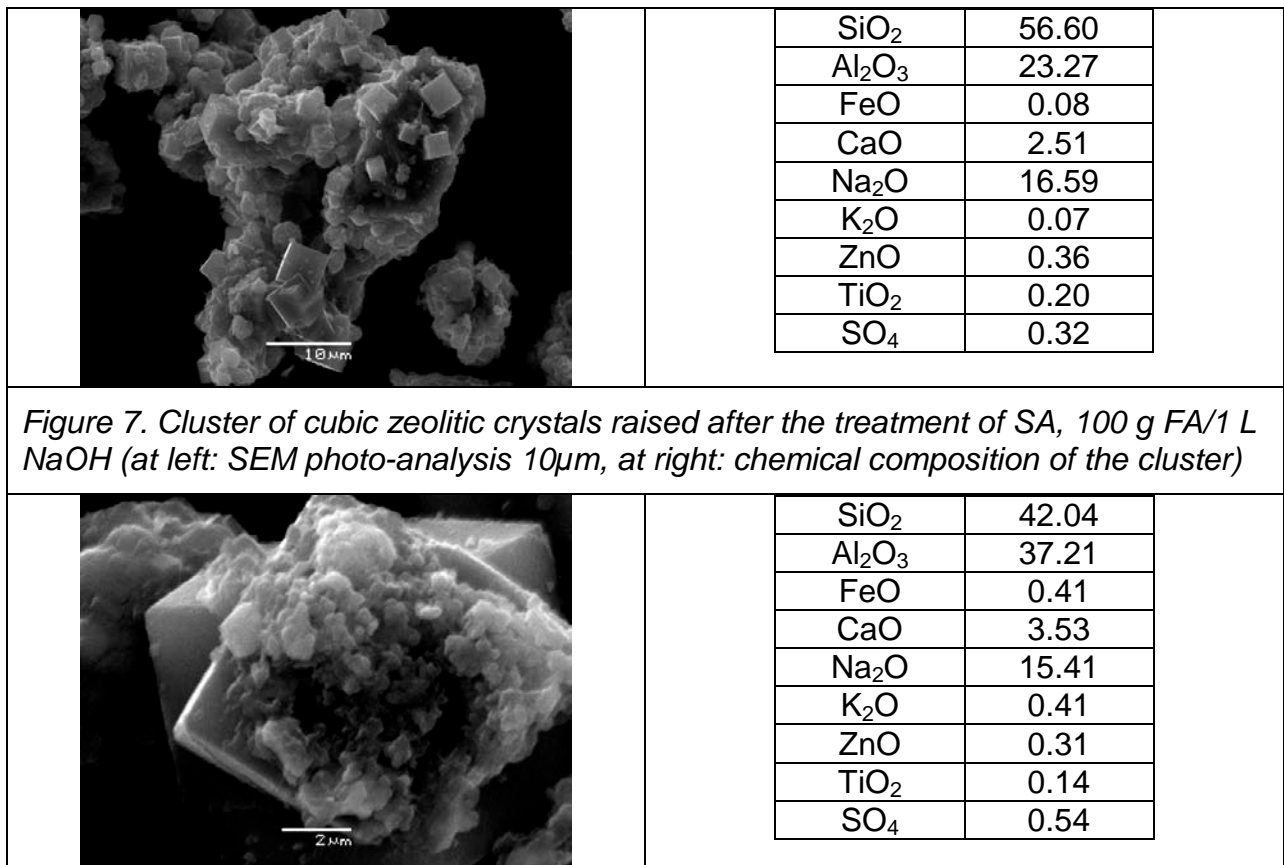 SiO₂ 56.60
Al₂O₃ 23.27
FeO 0.08
CaO 2.51
Na₂O 16.59
K₂O 0.07
ZnO 0.36
TiO₂ 0.20
SO₄ 0.32
10µm
Figure 7. Cluster of cubic zeolitic crystals raised after the treatment of SA, 100 g FA/1 L
NaOH (at left: SEM photo-analysis 10µm, at right: chemical composition of the cluster)
SiO₂ 42.04
Al₂O₃ 37.21
FeO 0.41
CaO 3.53
Na₂O 15.41
K₂O 0.41
ZnO 0.31
TiO₂ 0.14
SO₄ 0.54
2µm